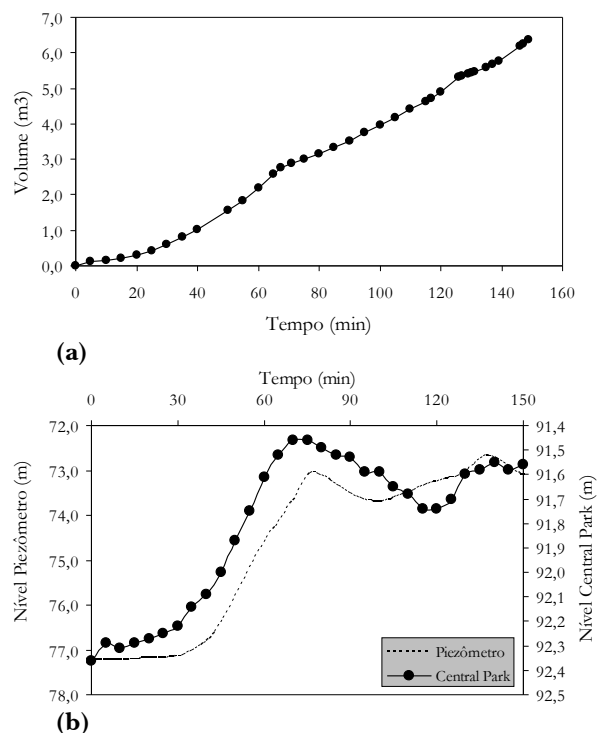 7,0
6,0
5,0
4,0
3,0
2,0
1,0
0,0
Volume (m3)
0 20 40 60 80 100 120 140 160
Tempo (min)
(a)
Tempo (min)
0 30 60 90 120 150
72,0
73,0
74,0
75,0
76,0
77,0
78,0
Nível Piezômetro (m)
91,4
91,5
91,6
91,7
91,8
91,9
92,0
92,1
92,2
92,3
92,4
92,5
Nível Central Park (m)
Piezômetro
Central Park
(b)